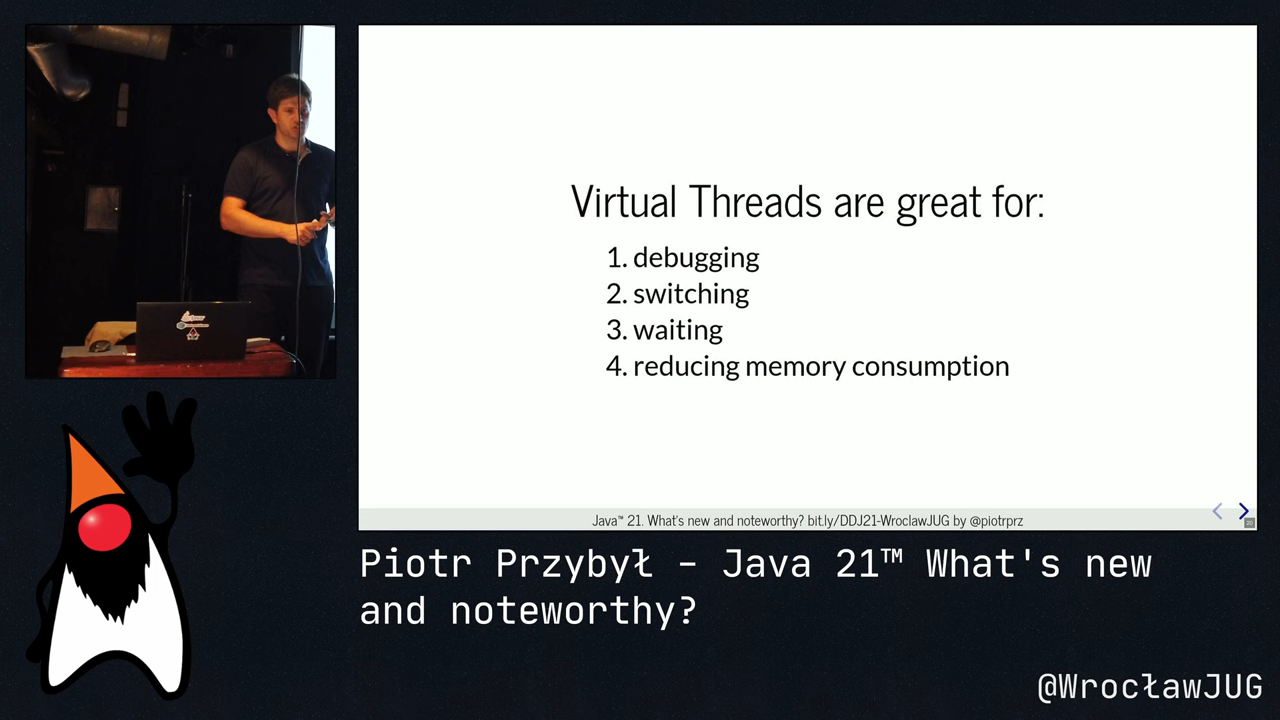 Virtual Threads are great for:
1. debugging
2. switching
3. waiting
4. reducing memory consumption
Java™ 21. What's new and noteworthy? bit.ly/DDJ21-WroclawJUG by @piotrprz
20
Piotr Przybył – Java 21™ What's new
and noteworthy?
@WrocławJUG